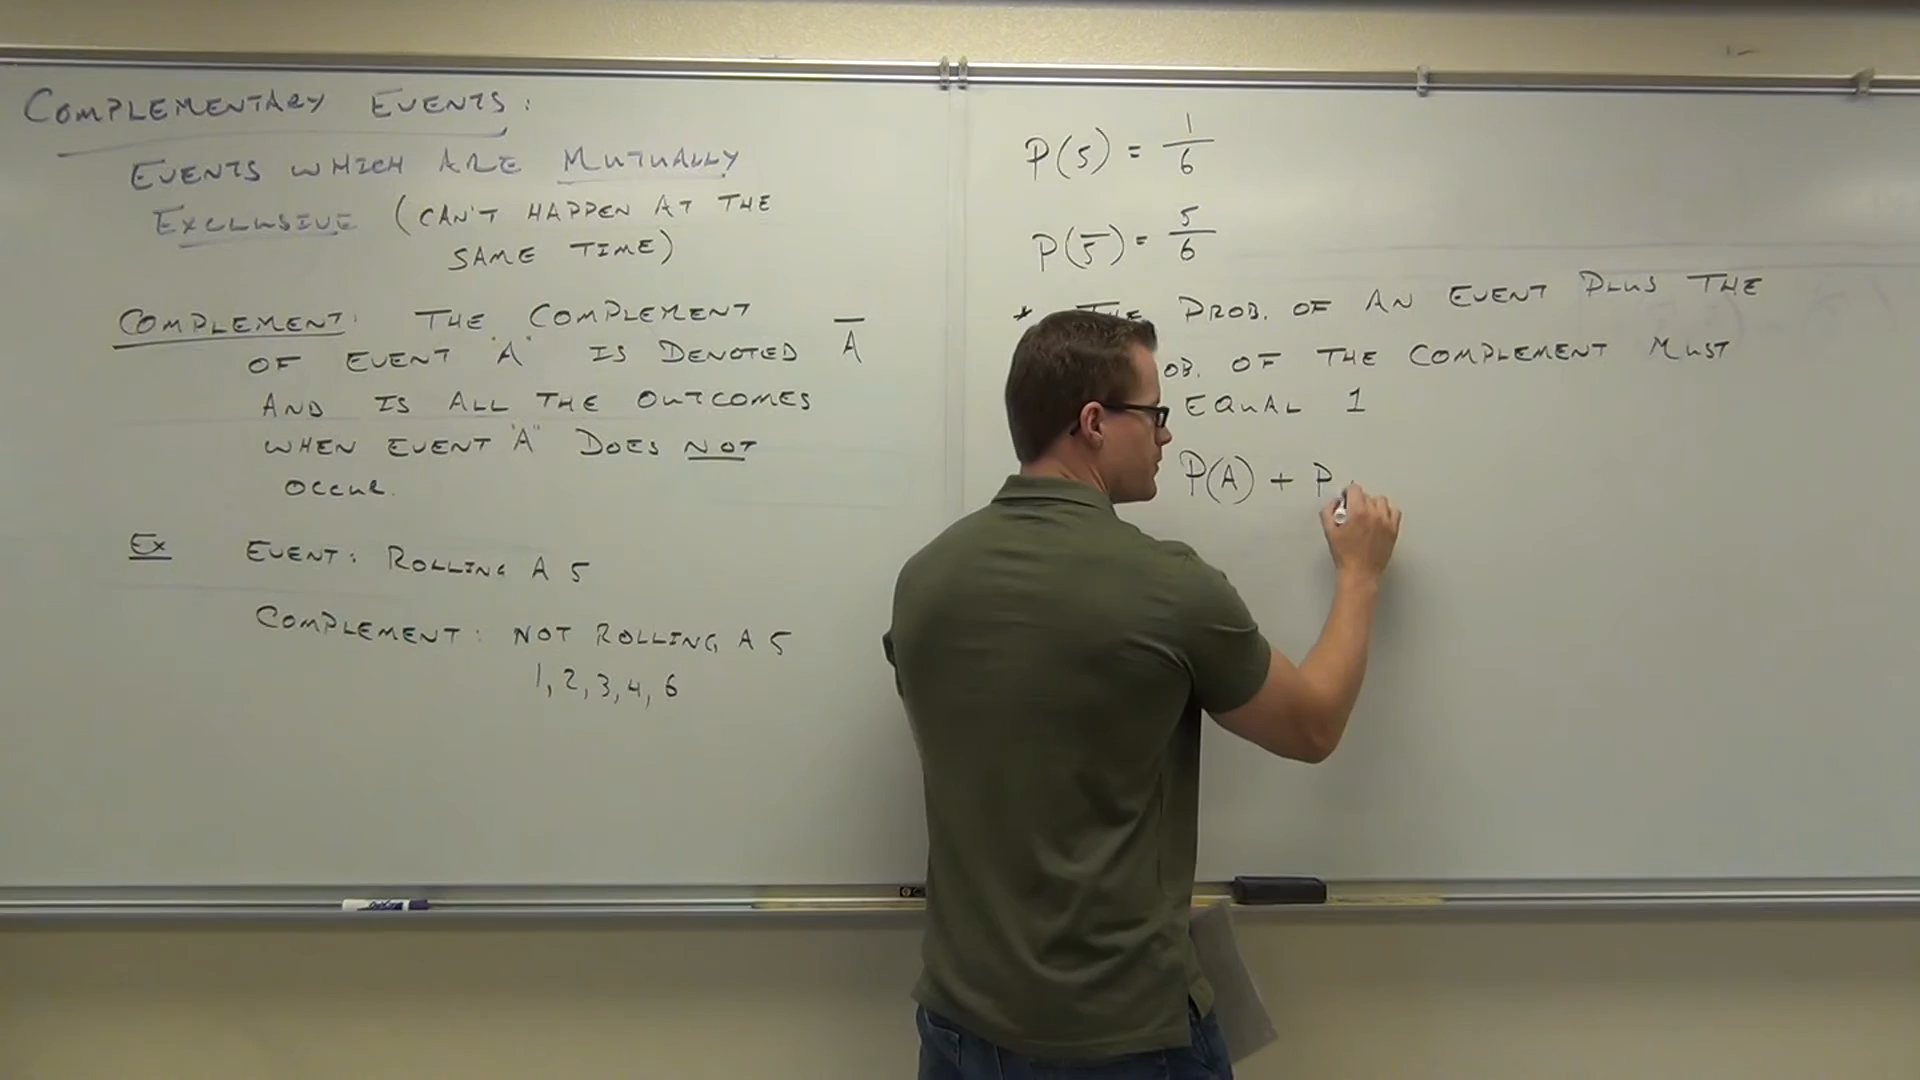 COMPLEMENTARY EVENTS:
EVENTS WHICH ARE MUTUALLY
EXCLUSIVE (CAN'T HAPPEN AT THE
SAME TIME)
COMPLEMENT: THE COMPLEMENT
OF EVENT "A" IS DENOTED A̅
AND IS ALL THE OUTCOMES
WHEN EVENT "A" DOES NOT
OCCUR.
EX EVENT: ROLLING A 5
COMPLEMENT: NOT ROLLING A 5
1, 2, 3, 4, 6
P(5) = 1/6
P(5̅) = 5/6
* THE PROB. OF AN EVENT PLUS THE
OB. OF THE COMPLEMENT MUST
EQUAL 1
P(A) + P